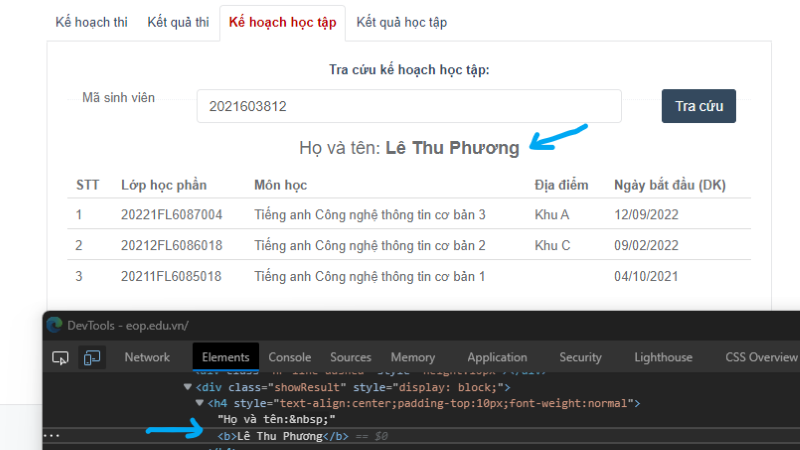 Kế hoạch thi Kết quả thi Kế hoạch học tập Kết quả học tập
Tra cứu kế hoạch học tập:
Mã sinh viên 2021603812 Tra cứu
Họ và tên: Lê Thu Phương
STT Lớp học phần Môn học Địa điểm Ngày bắt đầu (DK)
1 20221FL6087004 Tiếng anh Công nghệ thông tin cơ bản 3 Khu A 12/09/2022
2 20212FL6086018 Tiếng anh Công nghệ thông tin cơ bản 2 Khu C 09/02/2022
3 20211FL6085018 Tiếng anh Công nghệ thông tin cơ bản 1 04/10/2021
DevTools - eop.edu.vn/
Network Elements Console Sources Memory Application Security Lighthouse CSS Overview
<div class="showResult" style="display: block;">
<h4 style="text-align:center;padding-top:10px;font-weight:normal">
"Họ và tên:&nbsp;"
<b>Lê Thu Phương</b> == $0